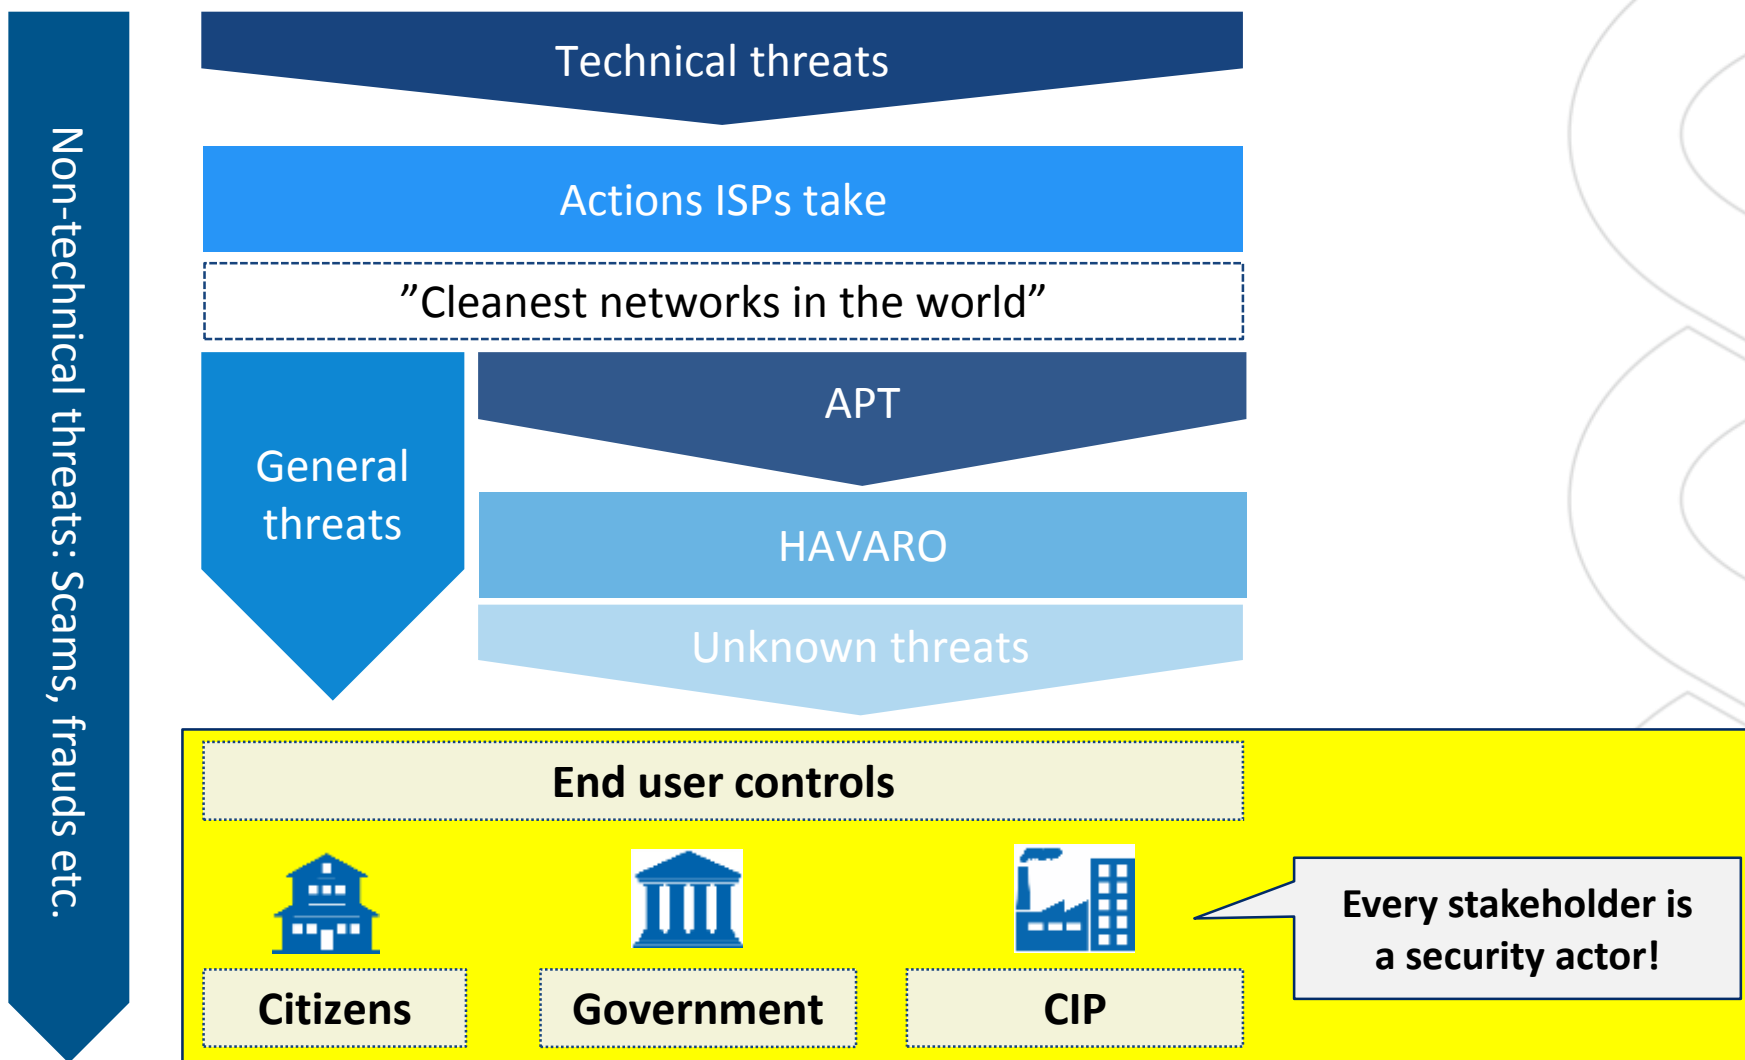 Non-technical threats: Scams, frauds etc.
Technical threats
Actions ISPs take
”Cleanest networks in the world”
General
threats
APT
HAVARO
Unknown threats
End user controls
Citizens
Government
CIP
Every stakeholder is
a security actor!